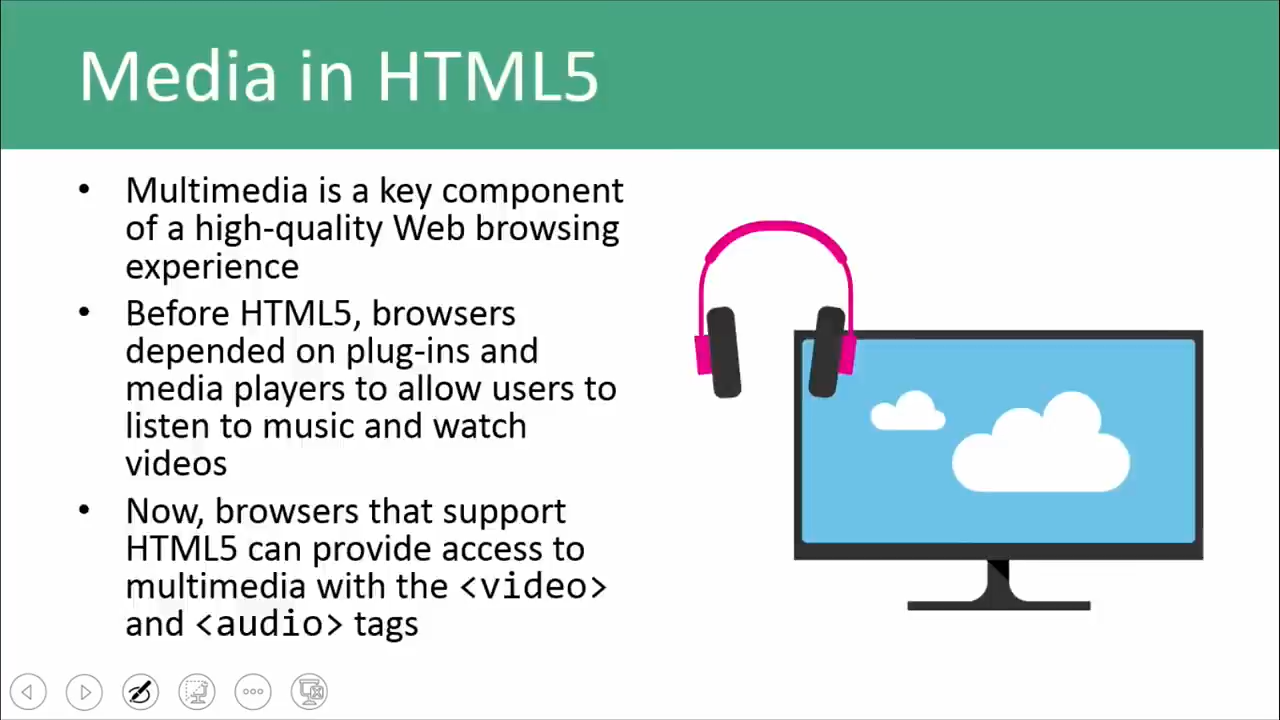 Media in HTML5
• Multimedia is a key component
of a high-quality Web browsing
experience
• Before HTML5, browsers
depended on plug-ins and
media players to allow users to
listen to music and watch
videos
• Now, browsers that support
HTML5 can provide access to
multimedia with the <video>
and <audio> tags